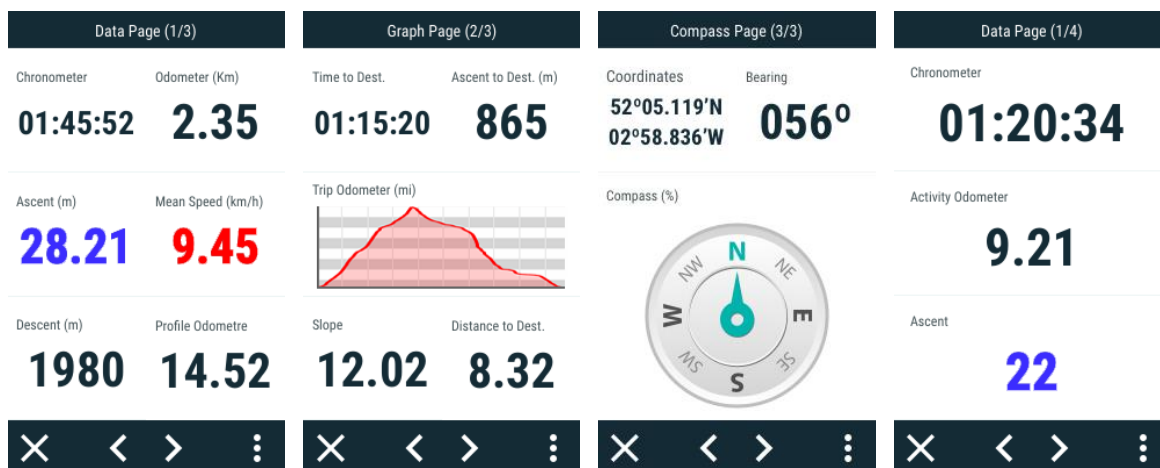 Data Page (1/3)
Chronometer
Odometer (Km)
01:45:52
2.35
Ascent (m)
Mean Speed (km/h)
28.21
9.45
Descent (m)
Profile Odometre
1980
14.52
Graph Page (2/3)
Time to Dest.
Ascent to Dest. (m)
01:15:20
865
Trip Odometer (mi)
Slope
Distance to Dest.
12.02
8.32
Compass Page (3/3)
Coordinates
Bearing
52º05.119’N
02º58.836’W
056º
Compass (%)
N
NE
E
SE
S
SW
W
NW
Data Page (1/4)
Chronometer
01:20:34
Activity Odometer
9.21
Ascent
22